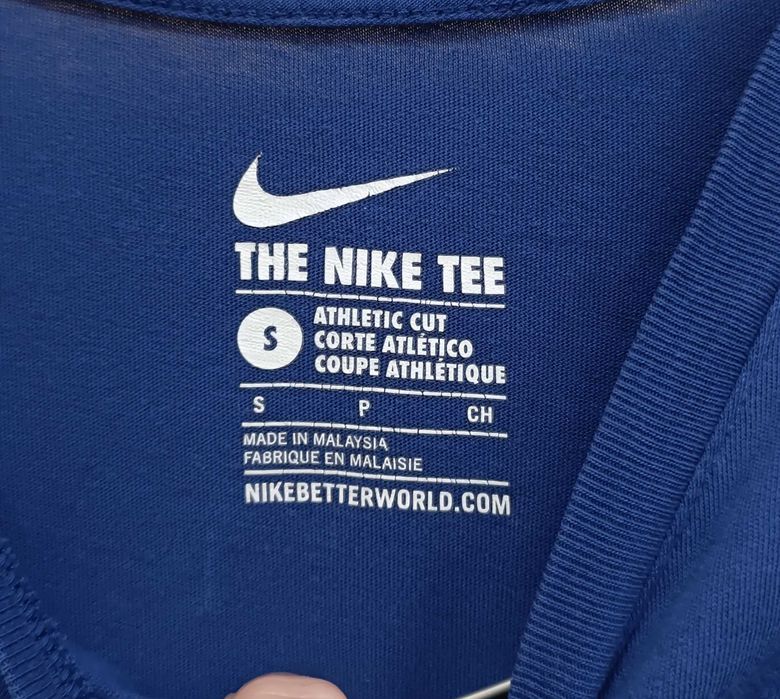 THE NIKE TEE
S
ATHLETIC CUT
CORTE ATLÉTICO
COUPE ATHLÉTIQUE
S P CH
MADE IN MALAYSIA
FABRIQUE EN MALAISIE
NIKEBETTERWORLD.COM